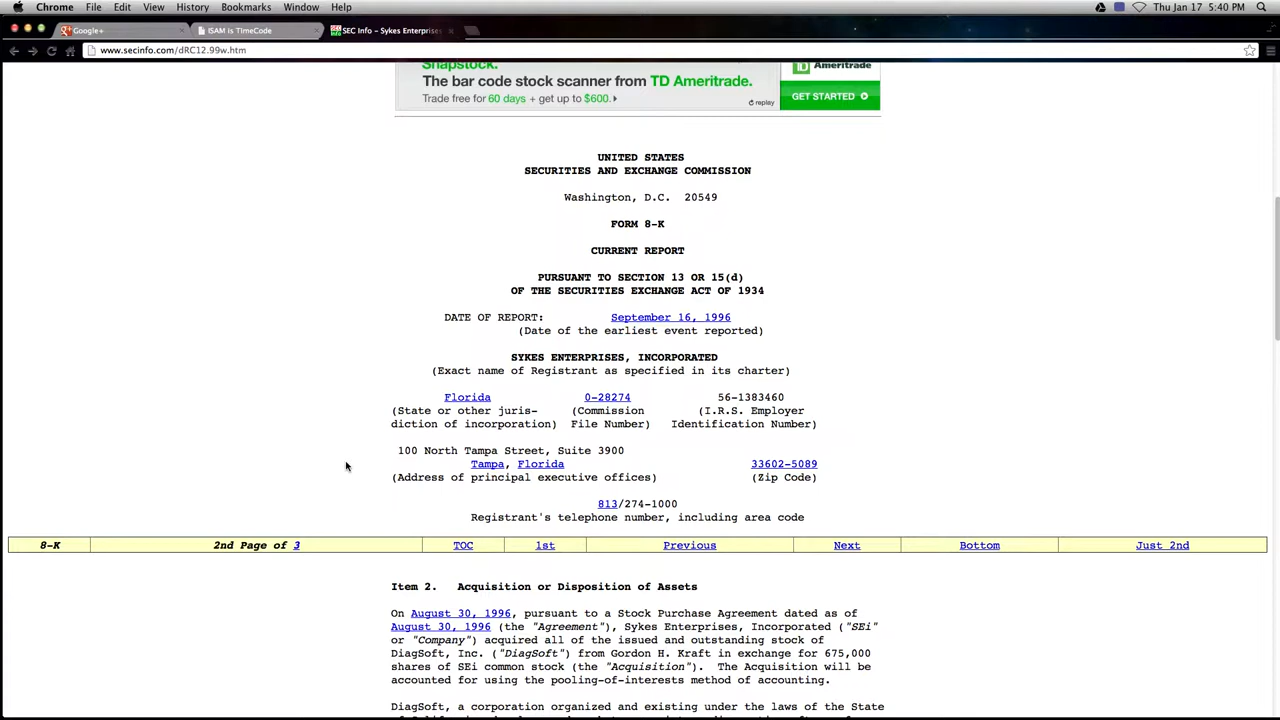 Chrome File Edit View History Bookmarks Window Help Thu Jan 17 5:40 PM
Google+ ISAM is TimeCode SEC Info - Sykes Enterprises
www.secinfo.com/dRC12.99w.htm
Snapstock.
The bar code stock scanner from TD Ameritrade.
Trade free for 60 days + get up to $600.
replay
Ameritrade
GET STARTED
UNITED STATES
SECURITIES AND EXCHANGE COMMISSION
Washington, D.C. 20549
FORM 8-K
CURRENT REPORT
PURSUANT TO SECTION 13 OR 15(d)
OF THE SECURITIES EXCHANGE ACT OF 1934
DATE OF REPORT: September 16, 1996
(Date of the earliest event reported)
SYKES ENTERPRISES, INCORPORATED
(Exact name of Registrant as specified in its charter)
Florida 0-28274 56-1383460
(State or other juris- (Commission (I.R.S. Employer
diction of incorporation) File Number) Identification Number)
100 North Tampa Street, Suite 3900
Tampa, Florida 33602-5089
(Address of principal executive offices) (Zip Code)
813/274-1000
Registrant's telephone number, including area code
8-K 2nd Page of 3 TOC 1st Previous Next Bottom Just 2nd
Item 2. Acquisition or Disposition of Assets
On August 30, 1996, pursuant to a Stock Purchase Agreement dated as of
August 30, 1996 (the "Agreement"), Sykes Enterprises, Incorporated ("SEi"
or "Company") acquired all of the issued and outstanding stock of
DiagSoft, Inc. ("DiagSoft") from Gordon H. Kraft in exchange for 675,000
shares of SEi common stock (the "Acquisition"). The Acquisition will be
accounted for using the pooling-of-interests method of accounting.
DiagSoft, a corporation organized and existing under the laws of the State